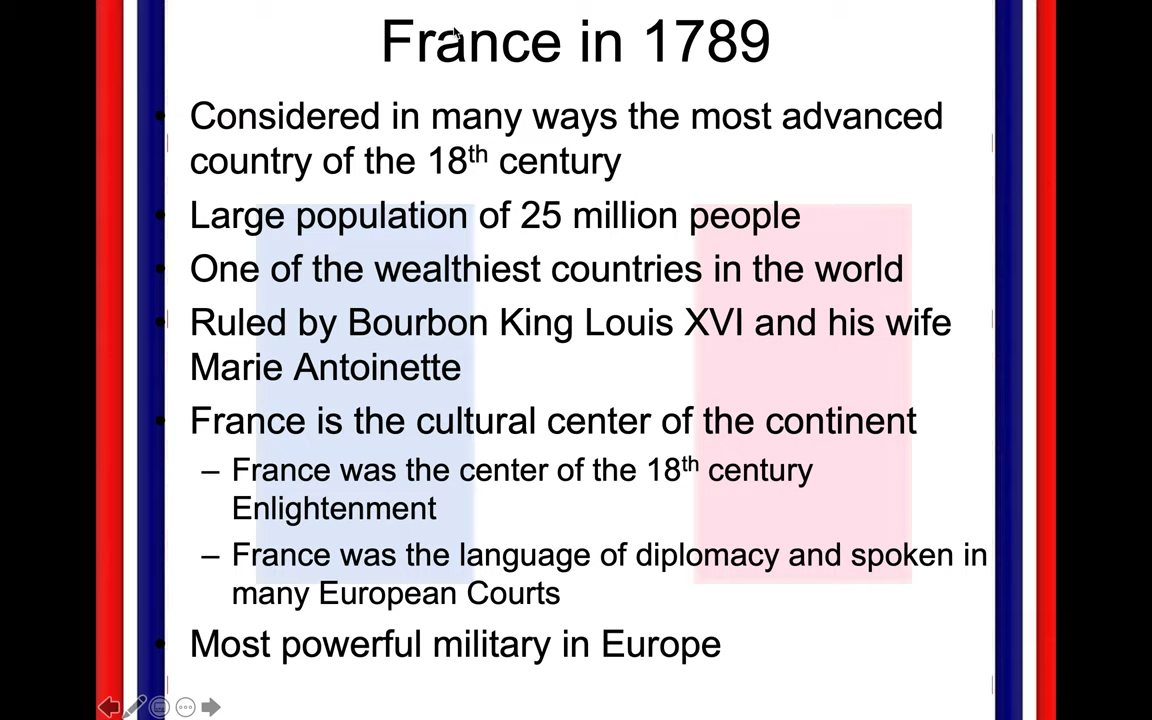 France in 1789
• Considered in many ways the most advanced
country of the 18th century
• Large population of 25 million people
• One of the wealthiest countries in the world
• Ruled by Bourbon King Louis XVI and his wife
Marie Antoinette
• France is the cultural center of the continent
– France was the center of the 18th century
Enlightenment
– France was the language of diplomacy and spoken in
many European Courts
• Most powerful military in Europe